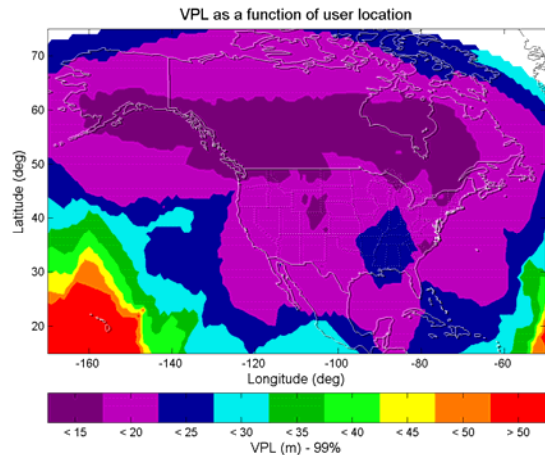 VPL as a function of user location
70
60
50
40
30
20
Latitude (deg)
-160 -140 -120 -100 -80 -60
Longitude (deg)
< 15 < 20 < 25 < 30 < 35 < 40 < 45 < 50 > 50
VPL (m) - 99%